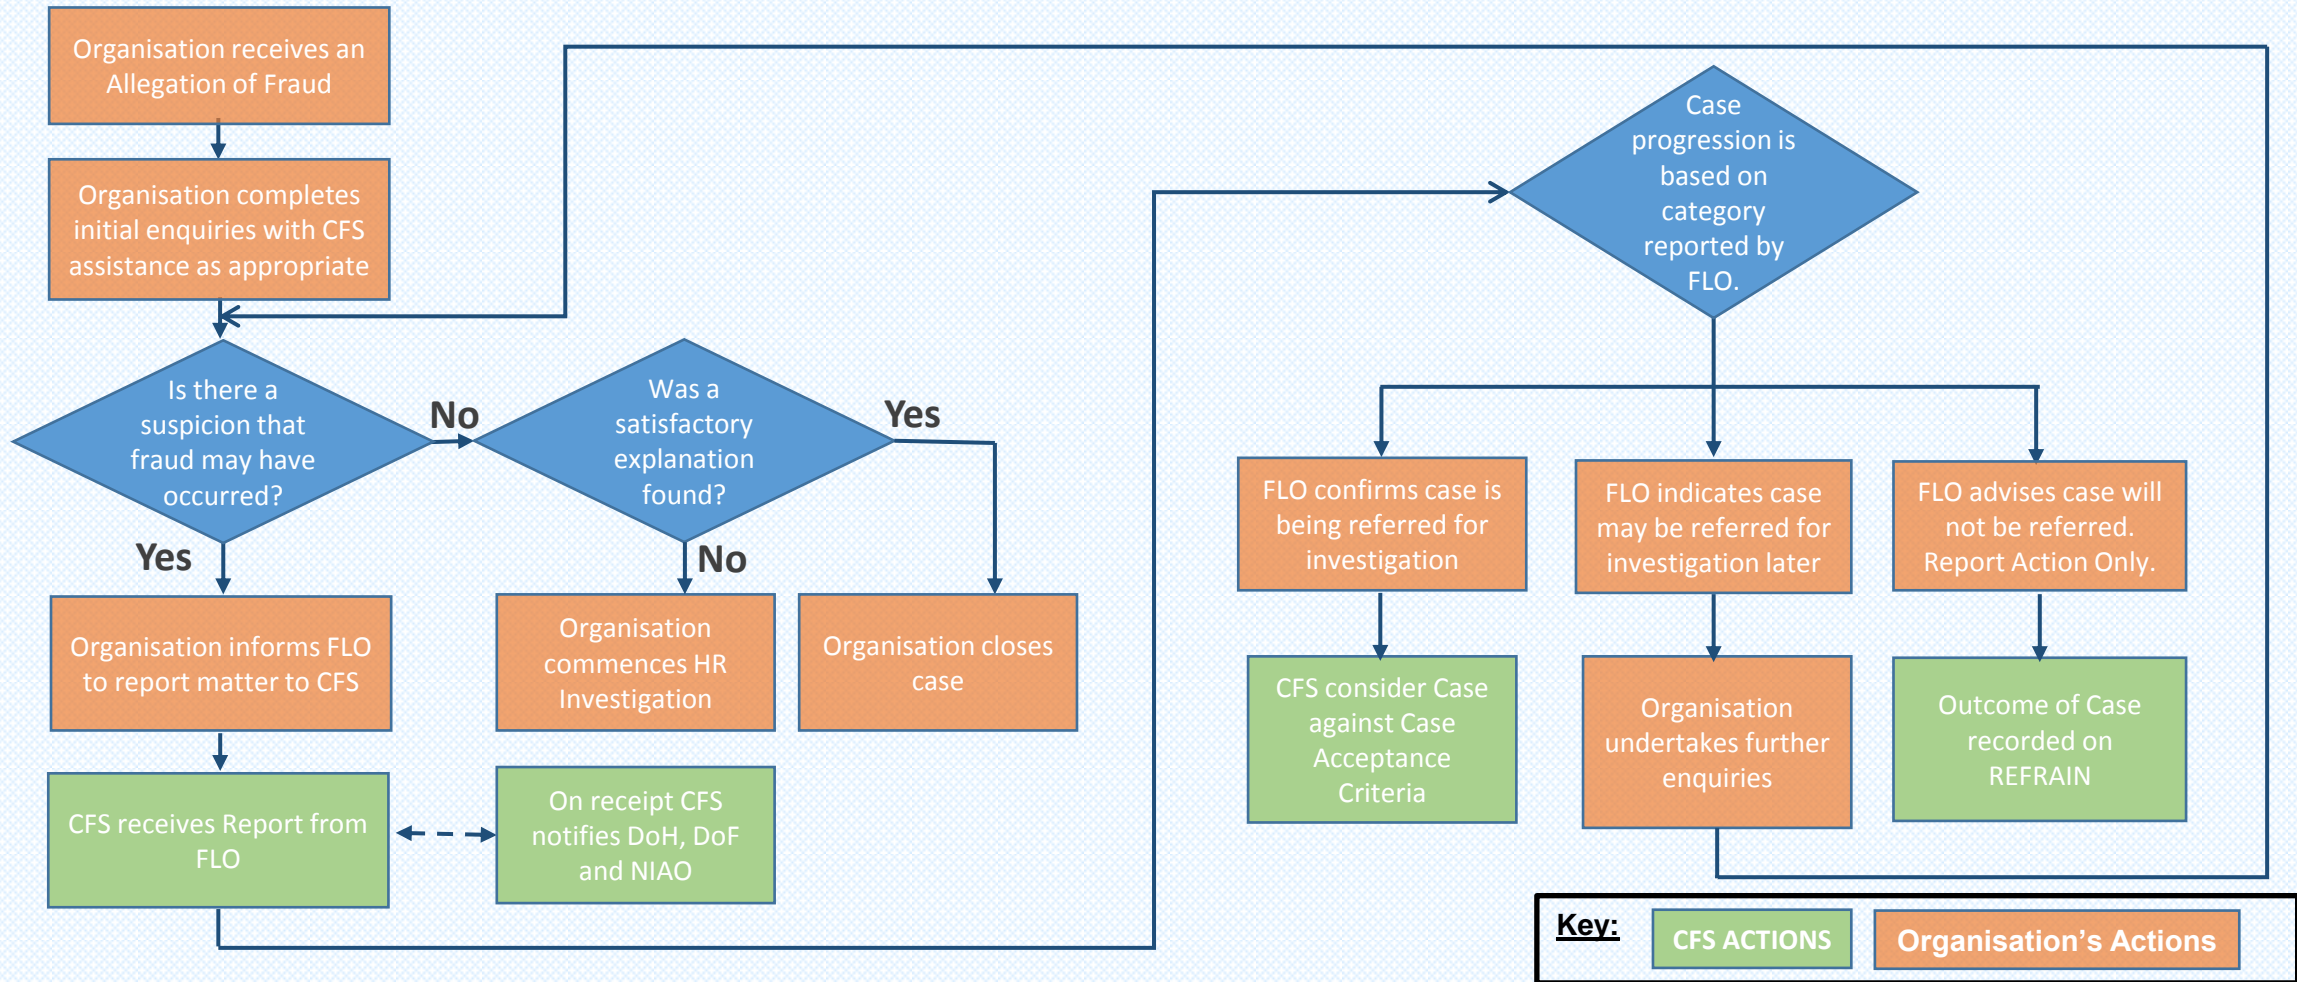 Organisation receives an
Allegation of Fraud
Organisation completes
initial enquiries with CFS
assistance as appropriate
Is there a
suspicion that
fraud may have
occurred?
No
Yes
Was a
satisfactory
explanation
found?
Yes
No
Organisation informs FLO
to report matter to CFS
Organisation
commences HR
Investigation
Organisation closes
case
CFS receives Report from
FLO
On receipt CFS
notifies DoH, DoF
and NIAO
Case
progression is
based on
category
reported by
FLO.
FLO confirms case is
being referred for
investigation
FLO indicates case
may be referred for
investigation later
FLO advises case will
not be referred.
Report Action Only.
CFS consider Case
against Case
Acceptance
Criteria
Organisation
undertakes further
enquiries
Outcome of Case
recorded on
REFRAIN
Key:
CFS ACTIONS
Organisation's Actions